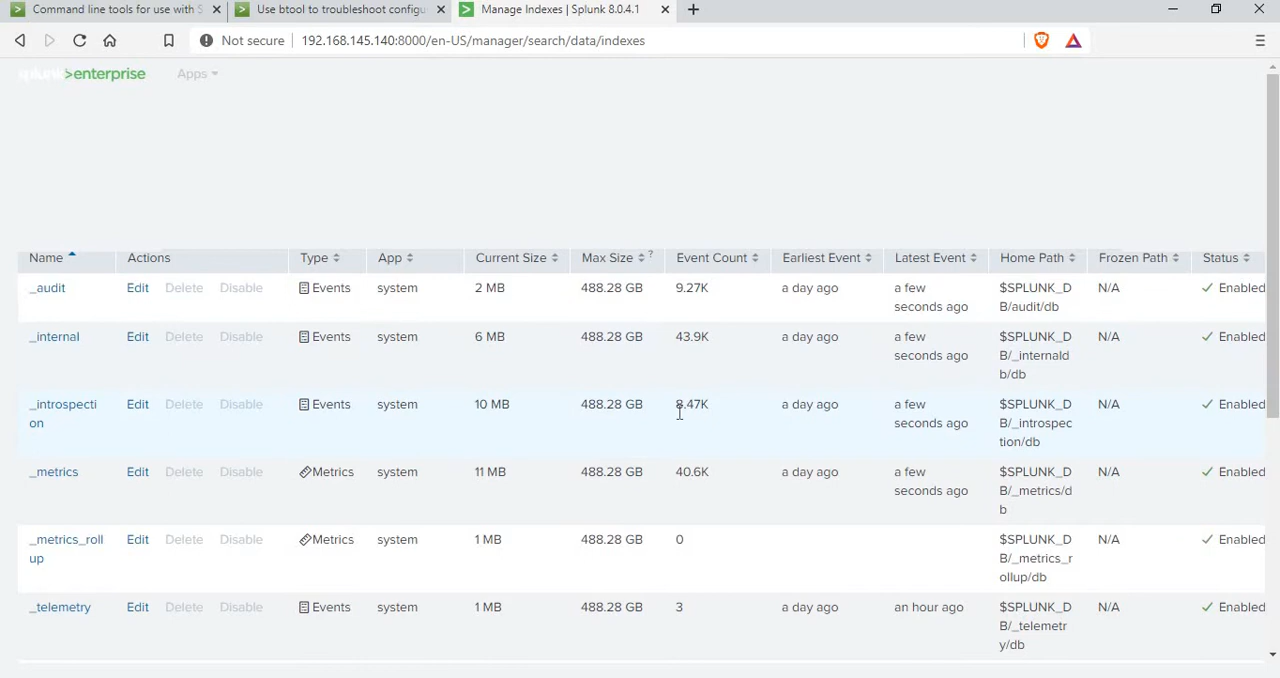 Command line tools for use with S
Use btool to troubleshoot configu
Manage Indexes | Splunk 8.0.4.1
Not secure
192.168.145.140:8000/en-US/manager/search/data/indexes
splunk>enterprise Apps
Name Actions Type App Current Size Max Size ? Event Count Earliest Event Latest Event Home Path Frozen Path Status
_audit Edit Delete Disable Events system 2 MB 488.28 GB 9.27K a day ago a few $SPLUNK_D N/A Enabled
seconds ago B/audit/db
_internal Edit Delete Disable Events system 6 MB 488.28 GB 43.9K a day ago a few $SPLUNK_D N/A Enabled
seconds ago B/_internald
b/db
_introspecti Edit Delete Disable Events system 10 MB 488.28 GB 8.47K a day ago a few $SPLUNK_D N/A Enabled
on seconds ago B/_introspec
tion/db
_metrics Edit Delete Disable Metrics system 11 MB 488.28 GB 40.6K a day ago a few $SPLUNK_D N/A Enabled
seconds ago B/_metrics/d
b
_metrics_roll Edit Delete Disable Metrics system 1 MB 488.28 GB 0 $SPLUNK_D N/A Enabled
up B/_metrics_r
ollup/db
_telemetry Edit Delete Disable Events system 1 MB 488.28 GB 3 a day ago an hour ago $SPLUNK_D N/A Enabled
B/_telemetr
y/db